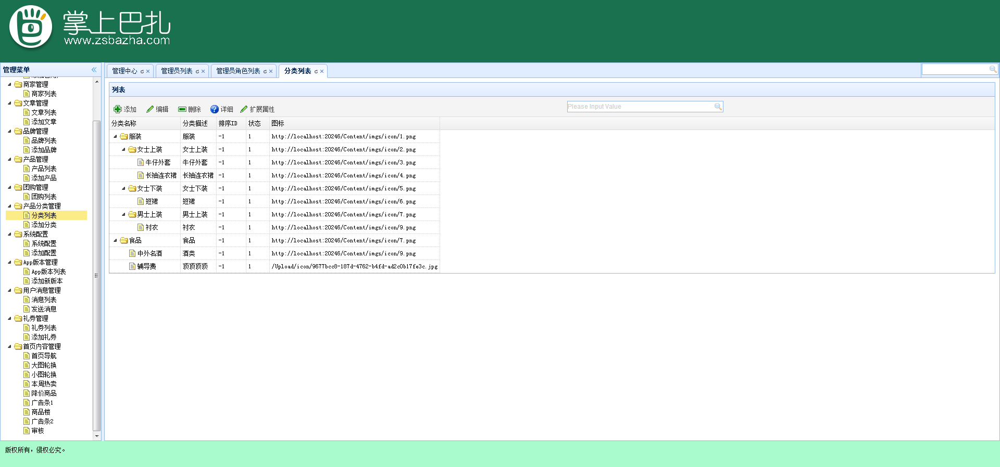 掌上巴扎
www.zsbazha.com
管理菜单
商家管理
商家列表
文章管理
文章列表
添加文章
品牌管理
品牌列表
添加品牌
产品管理
产品列表
添加产品
团购管理
团购列表
产品分类管理
分类列表
添加分类
系统配置
系统配置
添加配置
App版本管理
App版本列表
添加新版本
用户消息管理
消息列表
发送消息
礼券管理
礼券列表
添加礼券
首页内容管理
首页导航
大图轮换
小图轮换
本周热卖
降价商品
广告条1
商品楼
广告条2
审核
管理中心 管理员列表 管理员角色列表 分类列表
列表
添加 编辑 删除 详细 扩展属性 Please Input Value
分类名称 分类描述 排序ID 状态 图标
服装 服装 -1 1 http://localhost:20246/Content/imgs/icon/1.png
女士上装 女士上装 -1 1 http://localhost:20246/Content/imgs/icon/2.png
牛仔外套 牛仔外套 -1 1 http://localhost:20246/Content/imgs/icon/3.png
长袖连衣裙 长袖连衣裙 -1 1 http://localhost:20246/Content/imgs/icon/4.png
女士下装 女士下装 -1 1 http://localhost:20246/Content/imgs/icon/5.png
短裙 短裙 -1 1 http://localhost:20246/Content/imgs/icon/6.png
男士上装 男士上装 -1 1 http://localhost:20246/Content/imgs/icon/7.png
衬衣 衬衣 -1 1 http://localhost:20246/Content/imgs/icon/9.png
食品 食品 -1 1 http://localhost:20246/Content/imgs/icon/7.png
中外名酒 酒类 -1 1 http://localhost:20246/Content/imgs/icon/9.png
辅导费 顶顶顶顶 -1 1 /Upload/icon/9677bcc8-187d-4762-b4fd-ad2c0b17fe3c.jpg
版权所有，侵权必究。